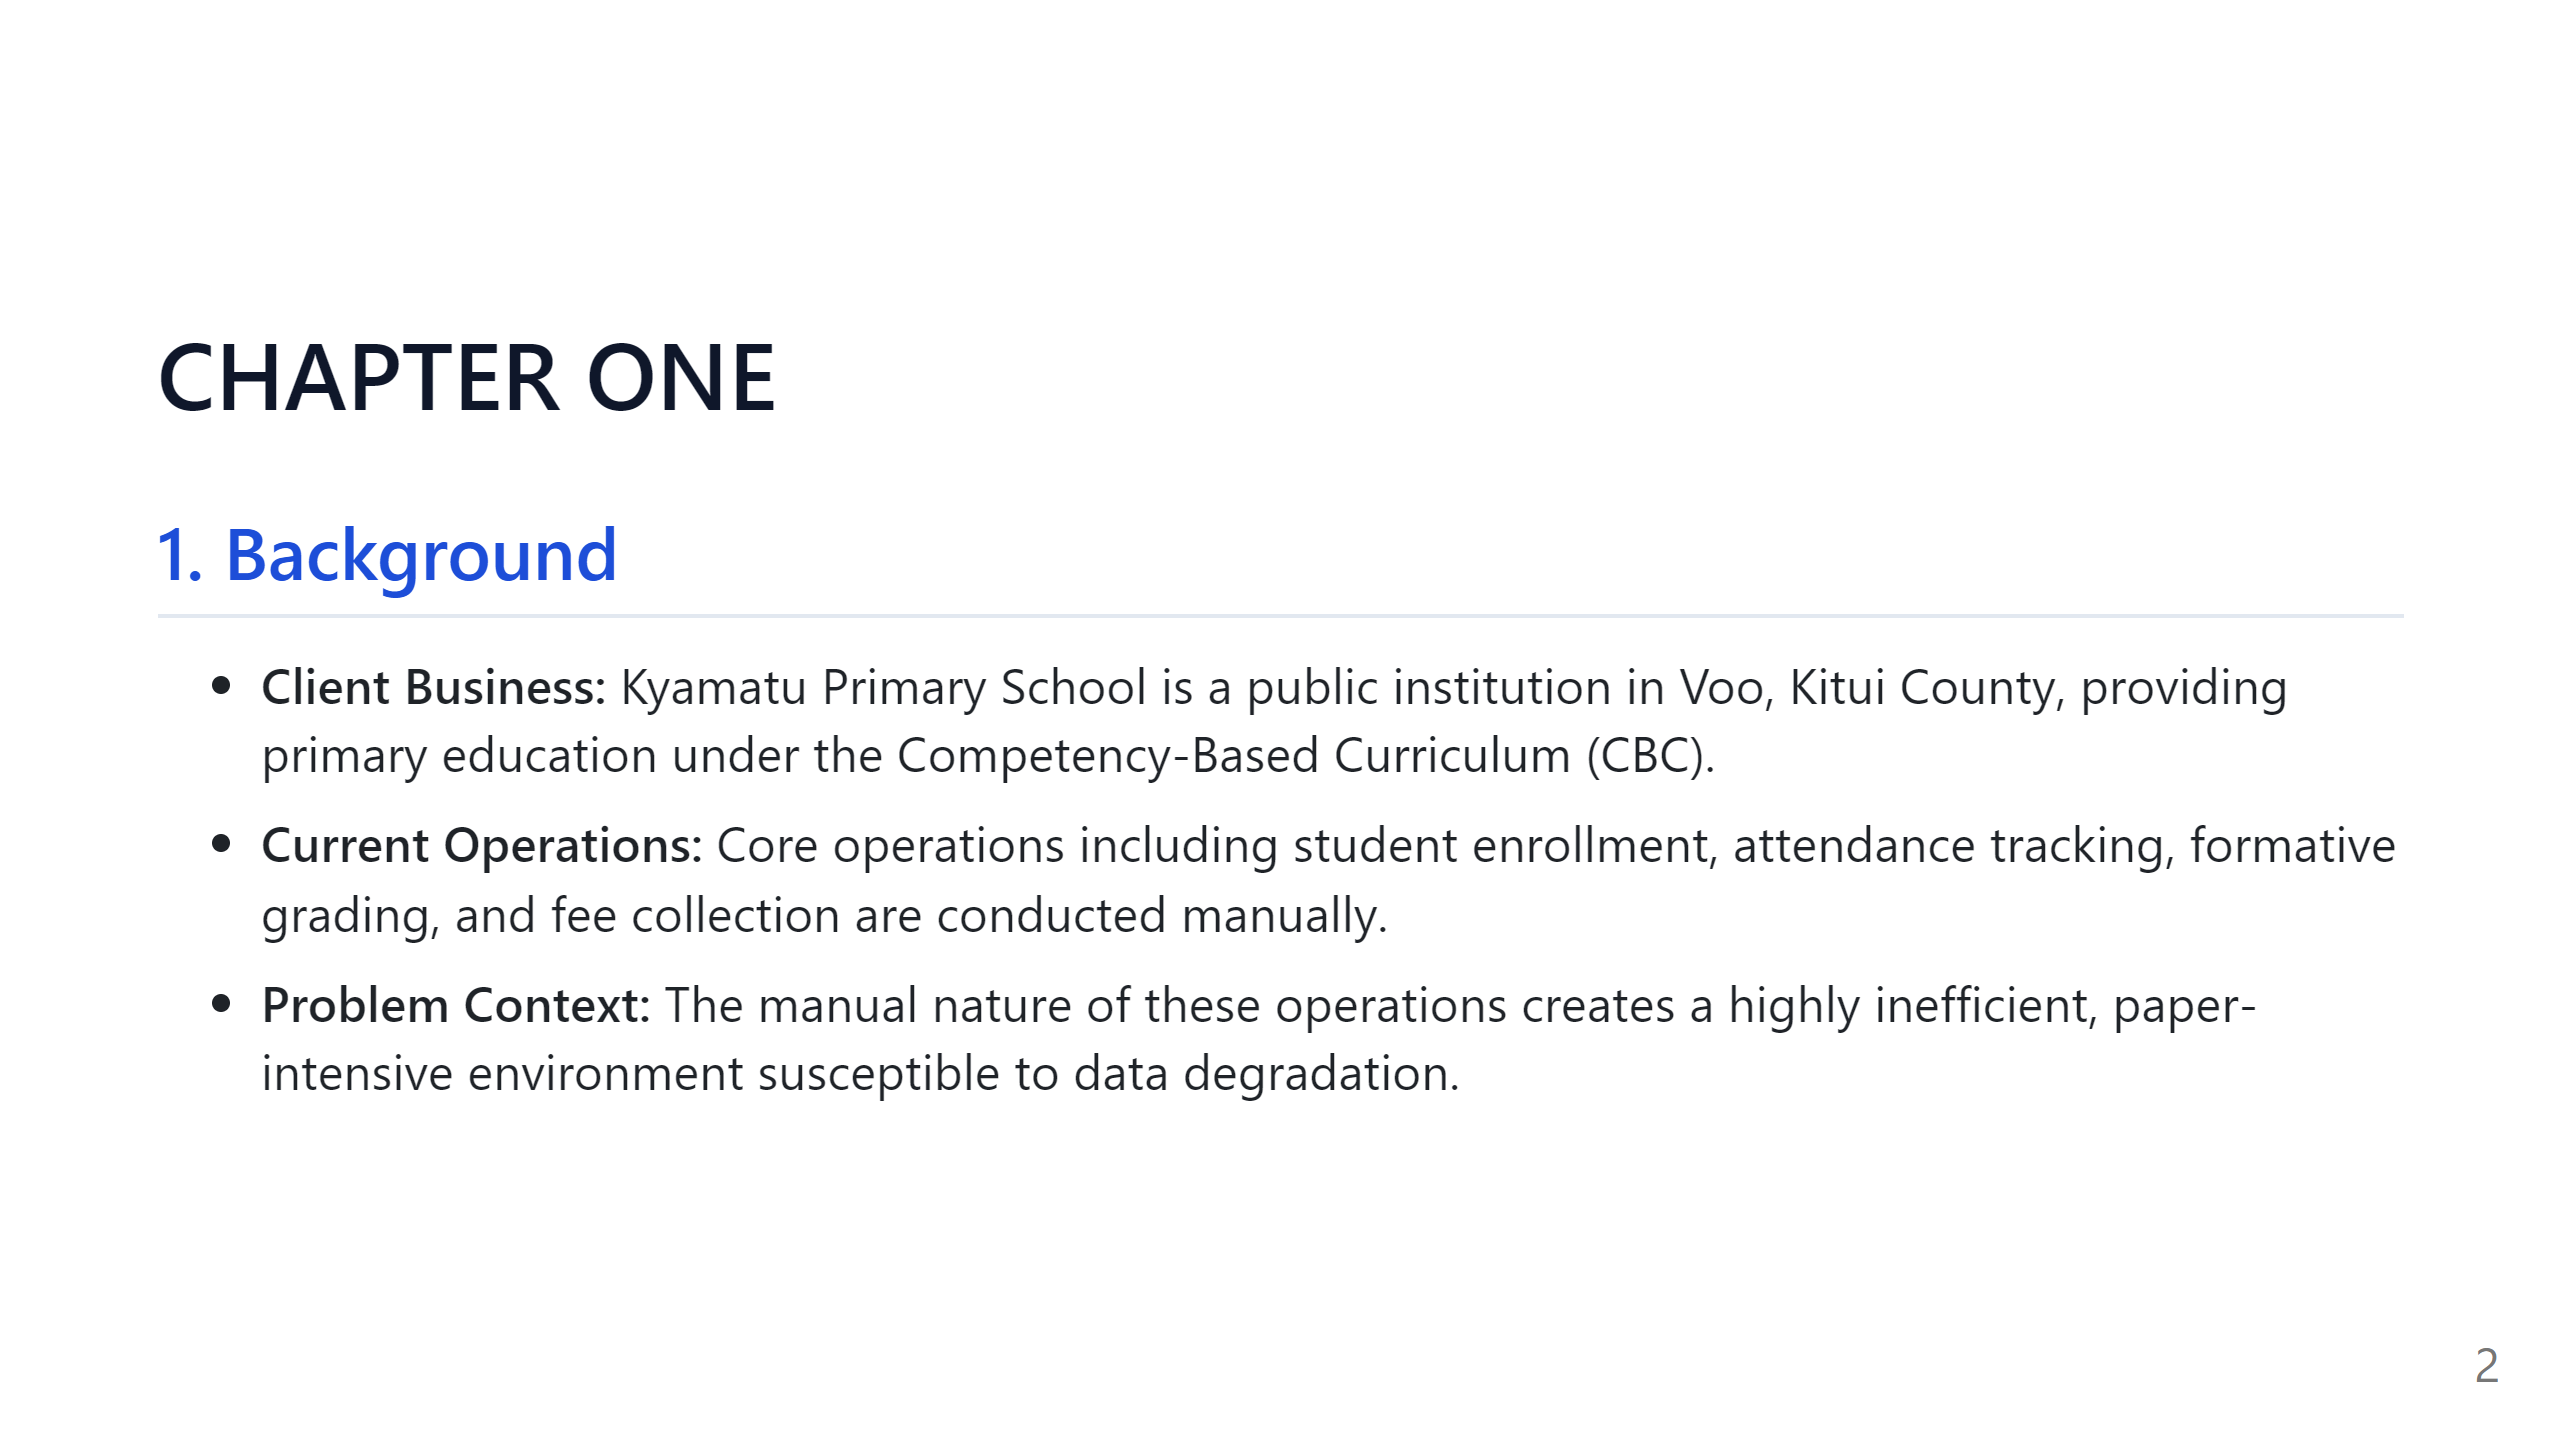 CHAPTER ONE
1. Background
• Client Business: Kyamatu Primary School is a public institution in Voo, Kitui County, providing
primary education under the Competency-Based Curriculum (CBC).
• Current Operations: Core operations including student enrollment, attendance tracking, formative
grading, and fee collection are conducted manually.
• Problem Context: The manual nature of these operations creates a highly inefficient, paper-
intensive environment susceptible to data degradation.
2